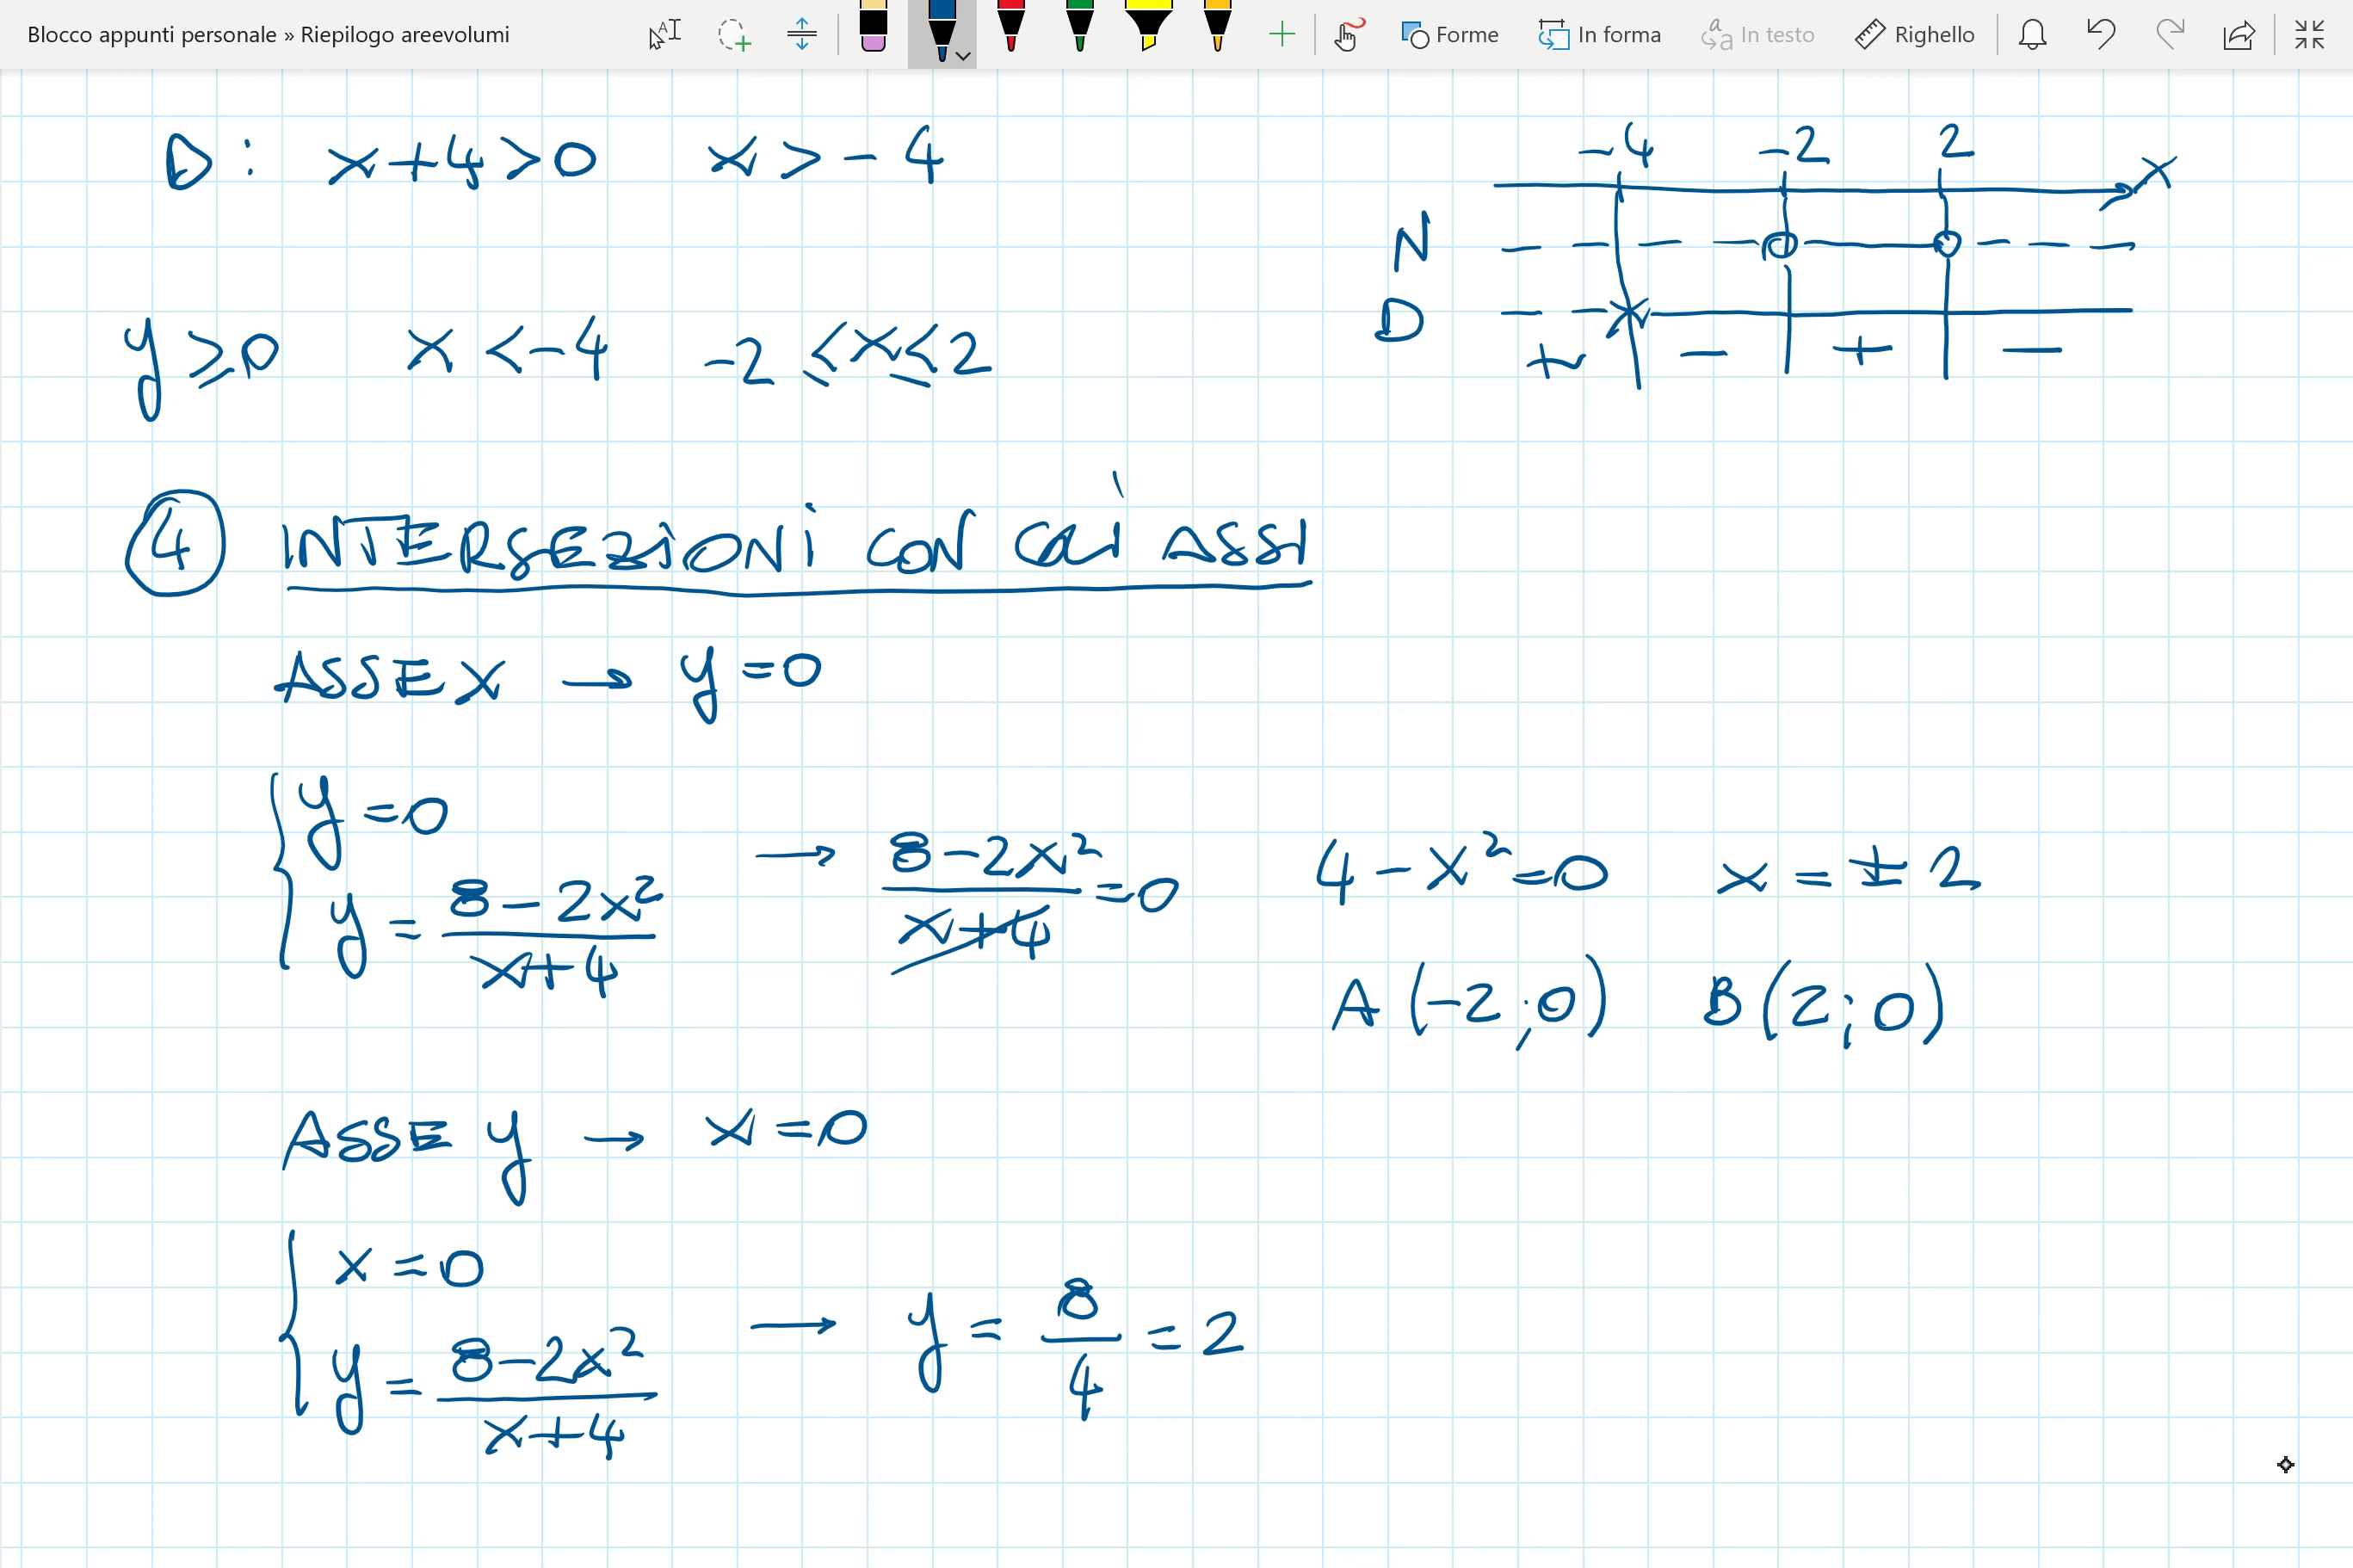 Blocco appunti personale » Riepilogo areevolumi
Forme In forma In testo Righello
D: x+4>0 x>-4
-4 -2 2 x
N
D
+ - + -
y≥0 x<-4 -2≤x≤2
④ INTERSEZIONI CON GLI ASSI
ASSE X → y=0
{ y=0
y = (8-2x²)/(x+4) → (8-2x²)/(x+4) = 0 4-x²=0 x=±2
A(-2;0) B(2;0)
ASSE y → x=0
{ x=0
y = (8-2x²)/(x+4) → y = 8/4 = 2